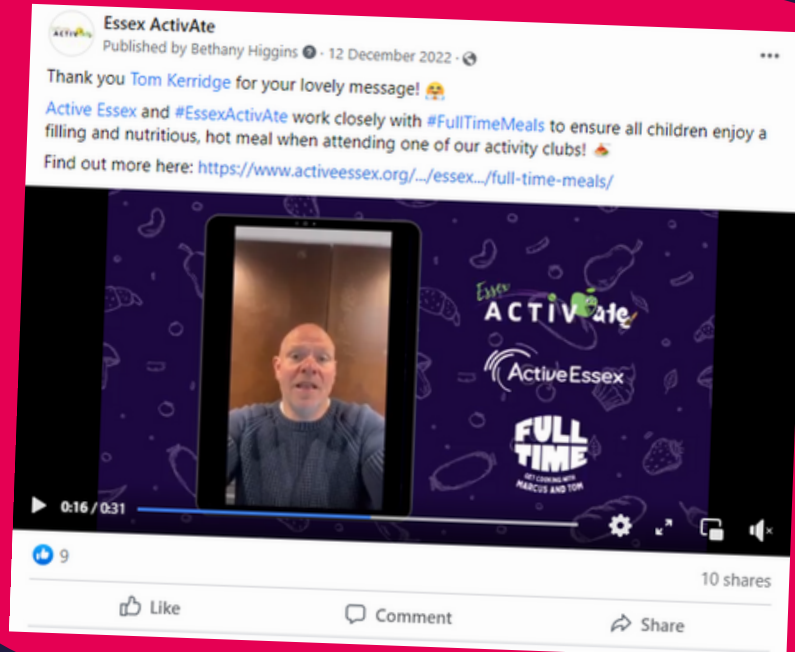 Essex ActivAte
Published by Bethany Higgins · 12 December 2022 ·
Thank you Tom Kerridge for your lovely message! 🤗
Active Essex and #EssexActivAte work closely with #FullTimeMeals to ensure all children enjoy a
filling and nutritious, hot meal when attending one of our activity clubs! 🍝
Find out more here: https://www.activeessex.org/.../essex.../full-time-meals/
Essex
ACTIVAte
ActiveEssex
FULL
TIME
GET COOKING WITH
MARCUS AND TOM
0:16 / 0:31
9
10 shares
Like Comment Share